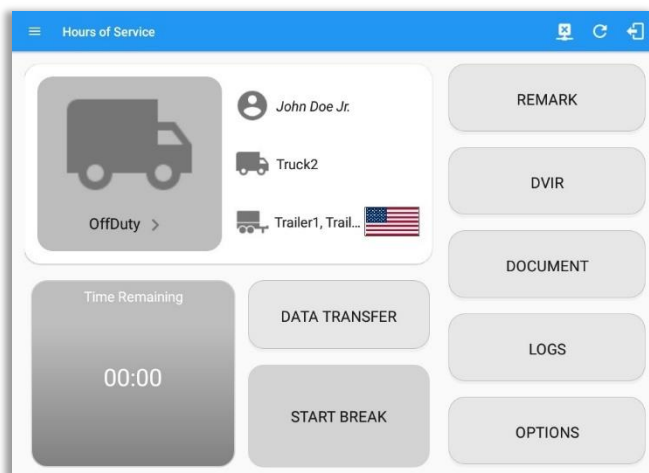 Hours of Service
John Doe Jr.
Truck2
OffDuty >
Trailer1, Trail...
Time Remaining
00:00
DATA TRANSFER
START BREAK
REMARK
DVIR
DOCUMENT
LOGS
OPTIONS